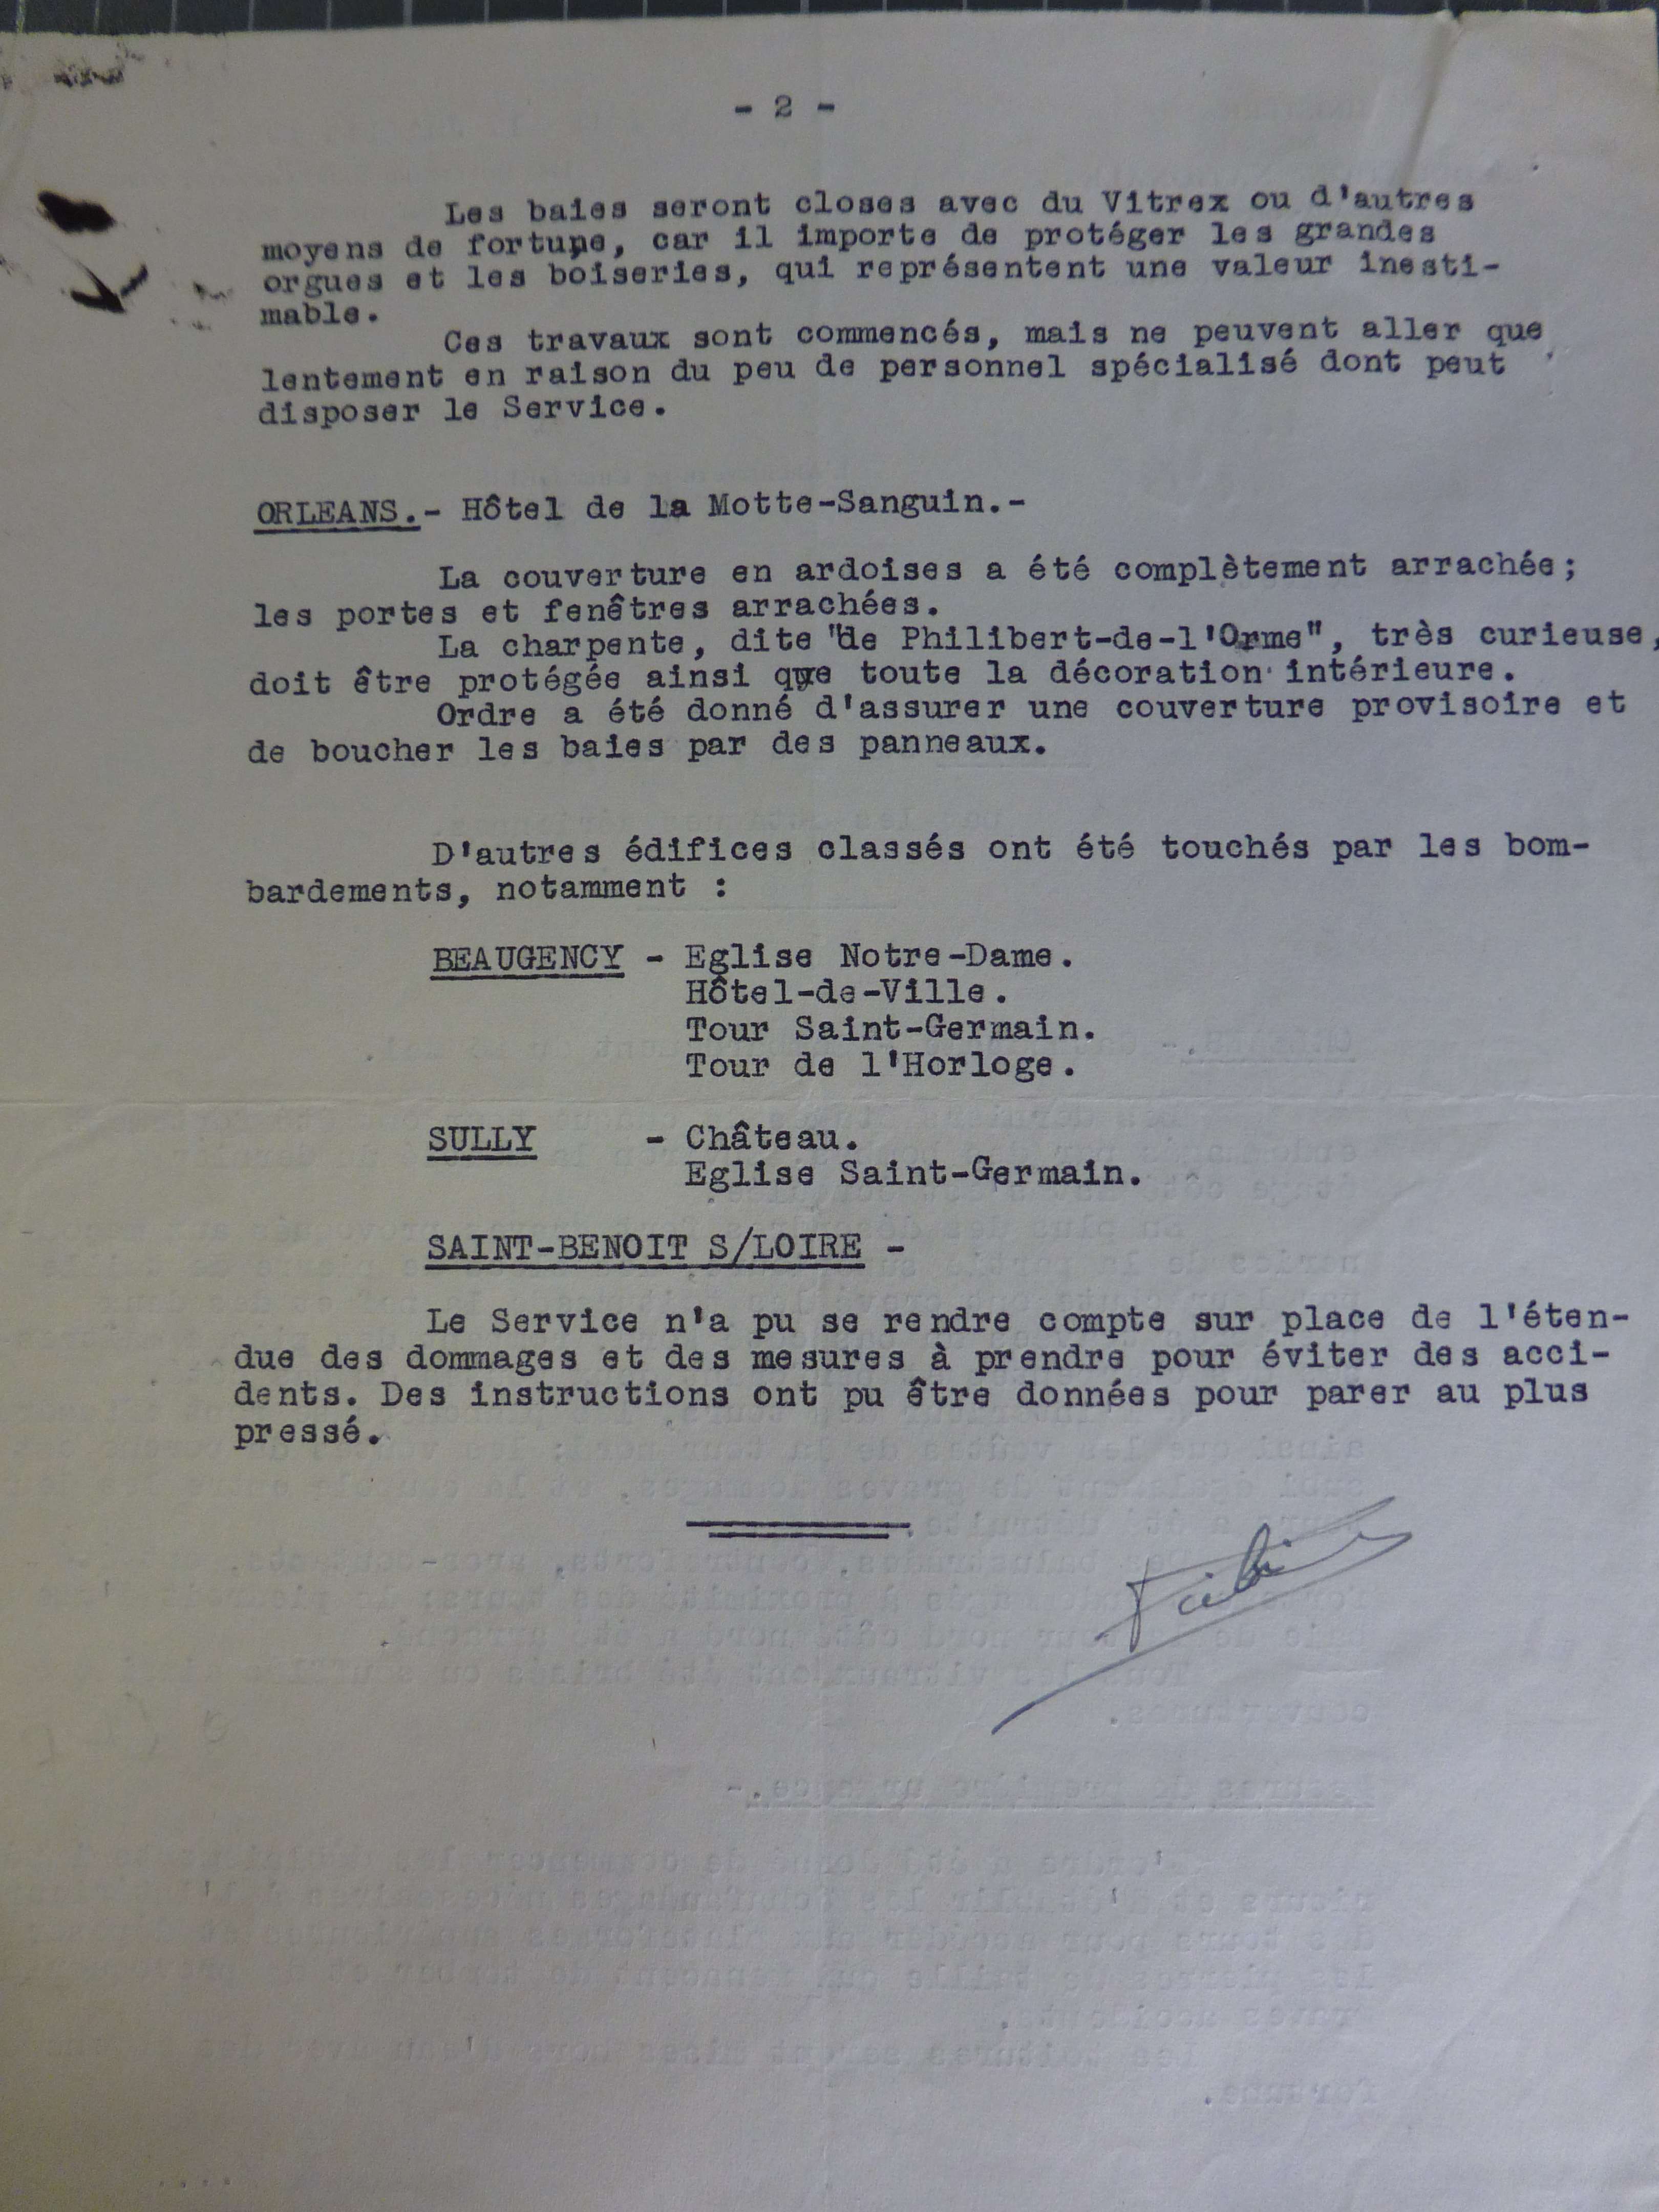 - 2 -
Les baies seront closes avec du Vitrex ou d'autres
moyens de fortune, car il importe de protéger les grandes
orgues et les boiseries, qui représentent une valeur inesti-
mable.
Ces travaux sont commencés, mais ne peuvent aller que
lentement en raison du peu de personnel spécialisé dont peut
disposer le Service.
ORLEANS.- Hôtel de la Motte-Sanguin.-
La couverture en ardoises a été complètement arrachée;
les portes et fenêtres arrachées.
La charpente, dite "de Philibert-de-l'Orme", très curieuse,
doit être protégée ainsi que toute la décoration intérieure.
Ordre a été donné d'assurer une couverture provisoire et
de boucher les baies par des panneaux.
D'autres édifices classés ont été touchés par les bom-
bardements, notamment :
BEAUGENCY - Eglise Notre-Dame.
Hôtel-de-Ville.
Tour Saint-Germain.
Tour de l'Horloge.
SULLY - Château.
Eglise Saint-Germain.
SAINT-BENOIT S/LOIRE -
Le Service n'a pu se rendre compte sur place de l'éten-
due des dommages et des mesures à prendre pour éviter des acci-
dents. Des instructions ont pu être données pour parer au plus
pressé.